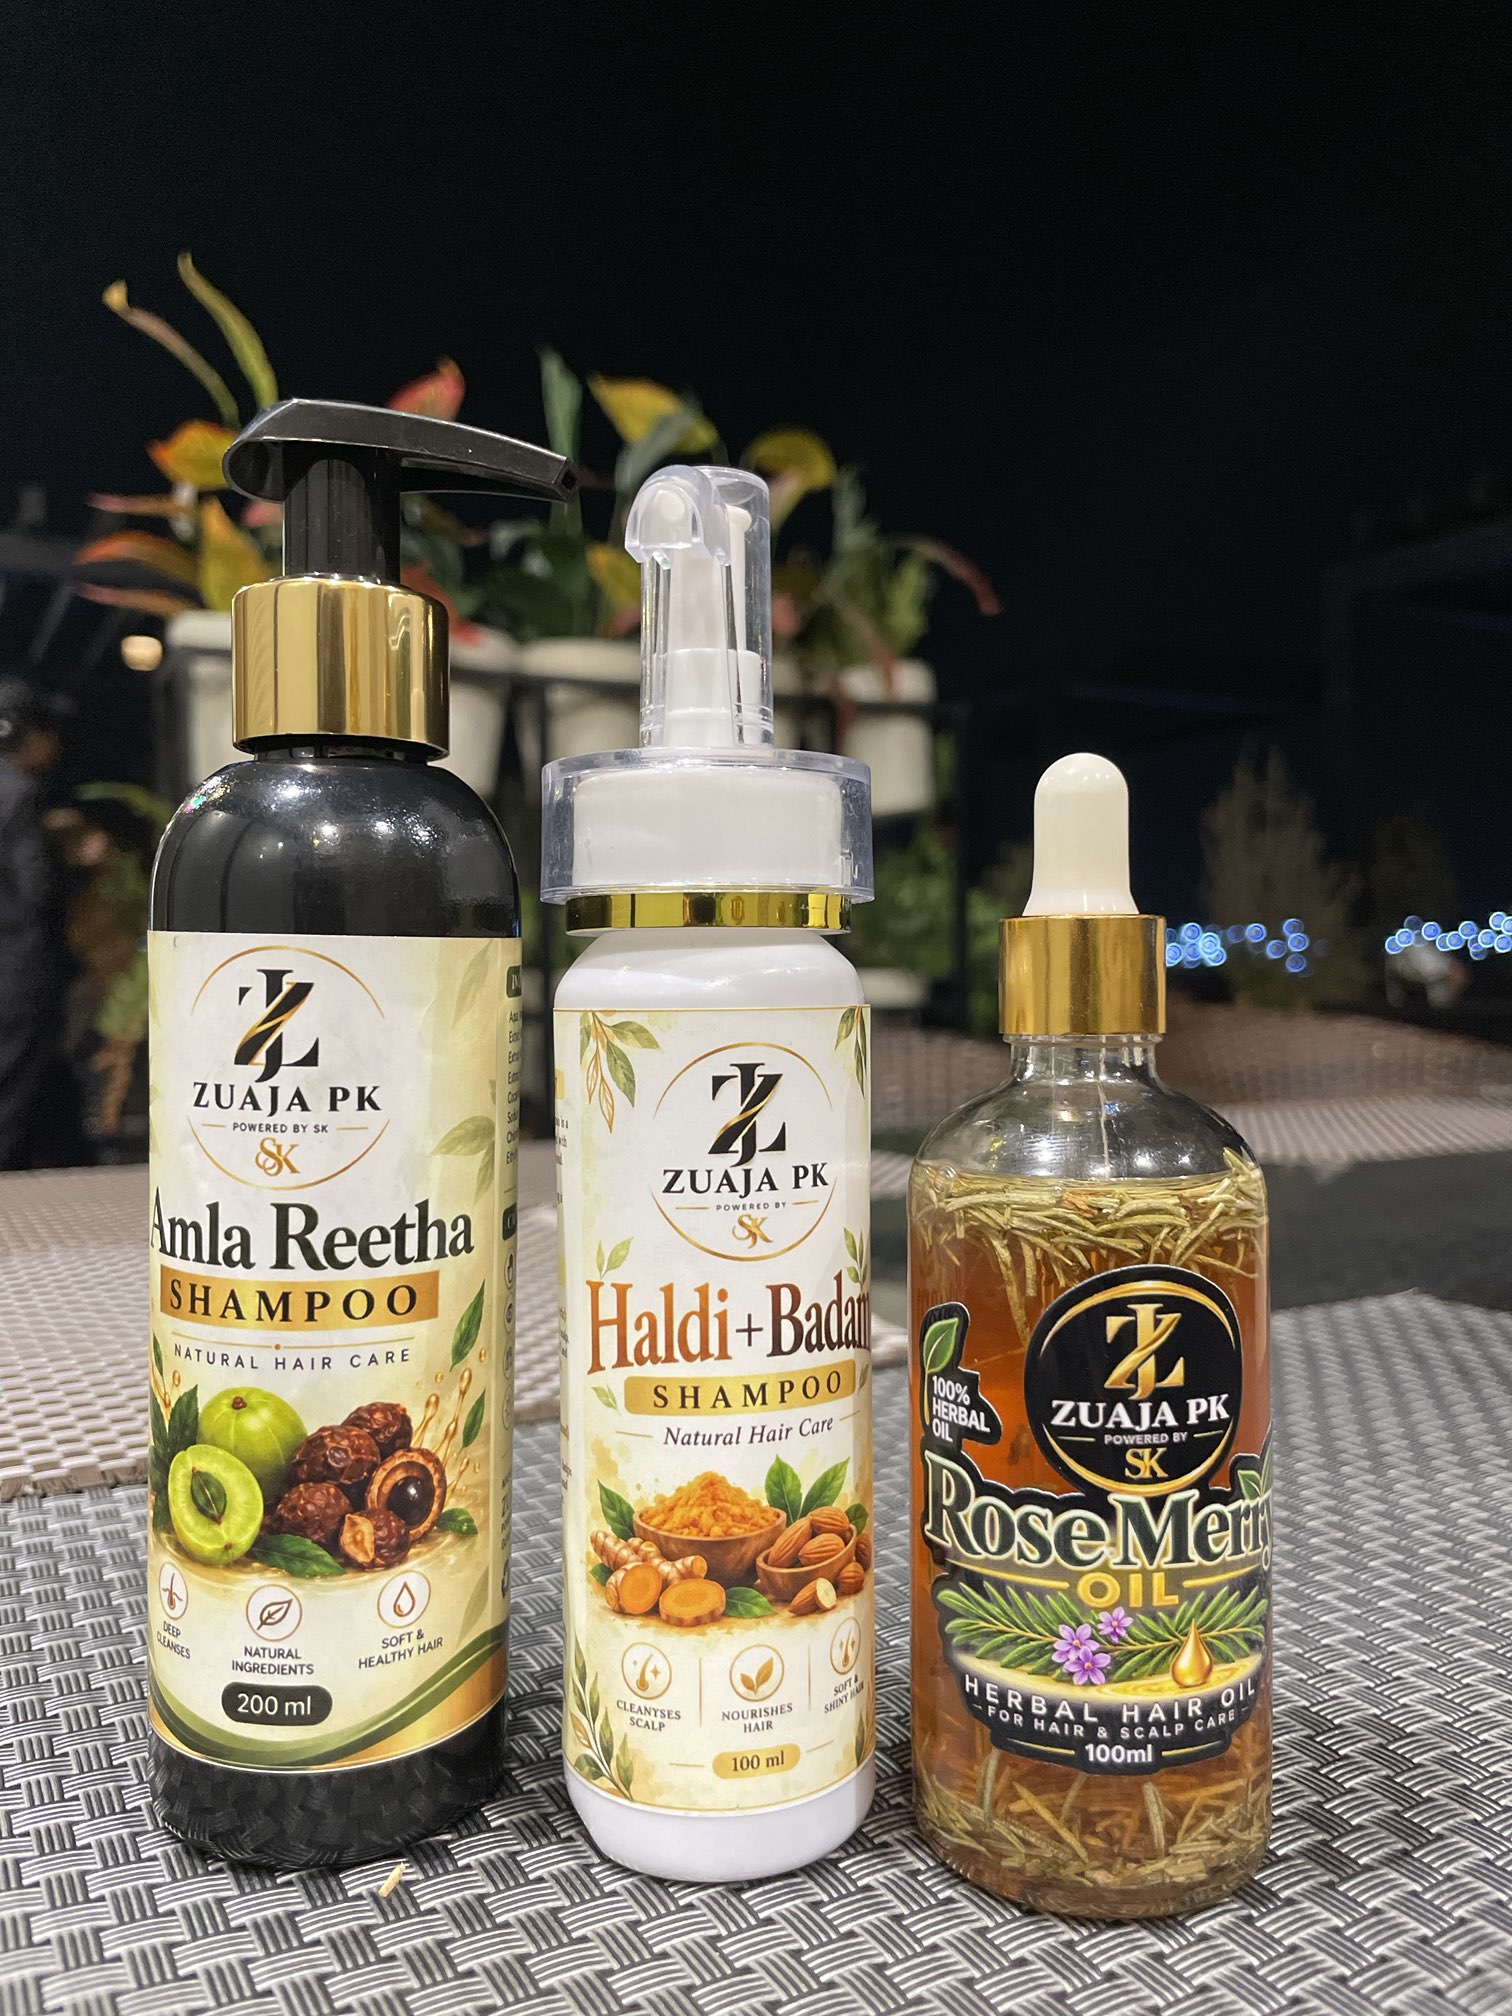 ZUAJA PK
POWERED BY SK
SK
Amla Reetha
SHAMPOO
NATURAL HAIR CARE
DEEP
CLEANSES
NATURAL
INGREDIENTS
SOFT &
HEALTHY HAIR
200 ml
ZUAJA PK
POWERED BY
SK
Haldi+Badam
SHAMPOO
Natural Hair Care
CLEANYSES
SCALP
NOURISHES
HAIR
SOFT &
SHINY HAIR
100 ml
ZUAJA PK
POWERED BY
SK
100%
HERBAL
OIL
Rose Merry
OIL
HERBAL HAIR OIL
FOR HAIR & SCALP CARE
100ml